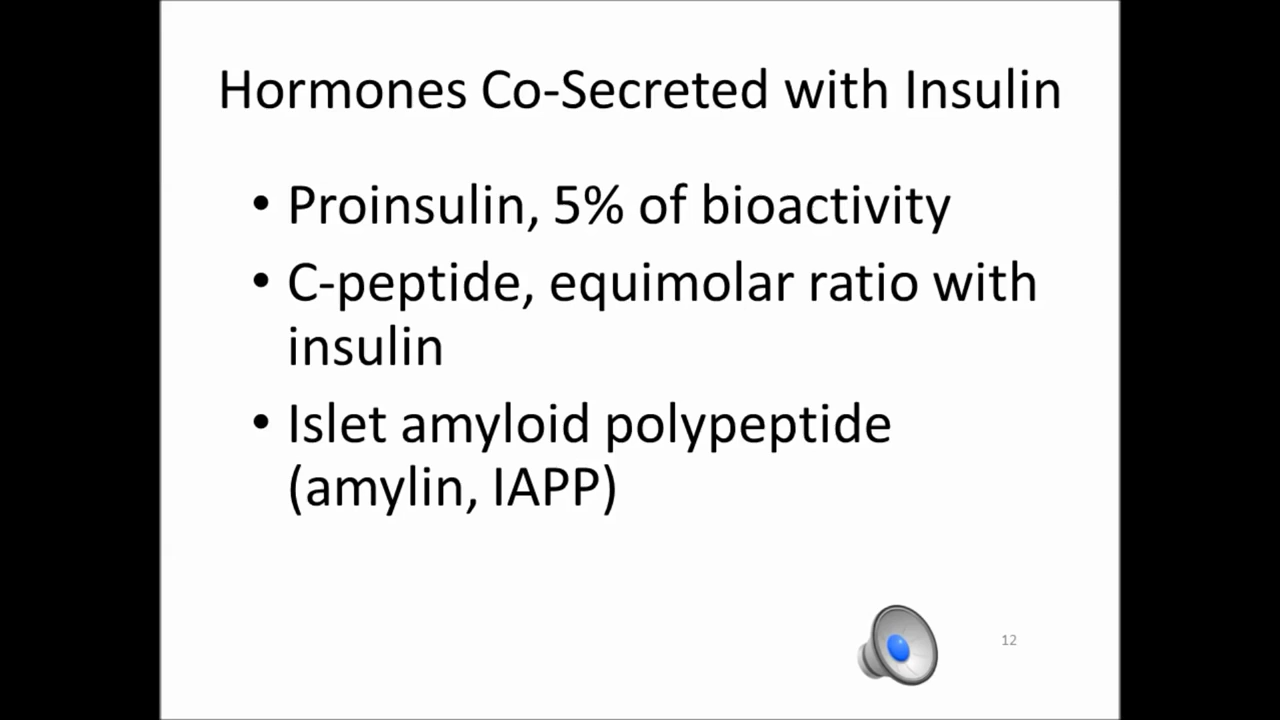 Hormones Co-Secreted with Insulin
• Proinsulin, 5% of bioactivity
• C-peptide, equimolar ratio with
insulin
• Islet amyloid polypeptide
(amylin, IAPP)
12